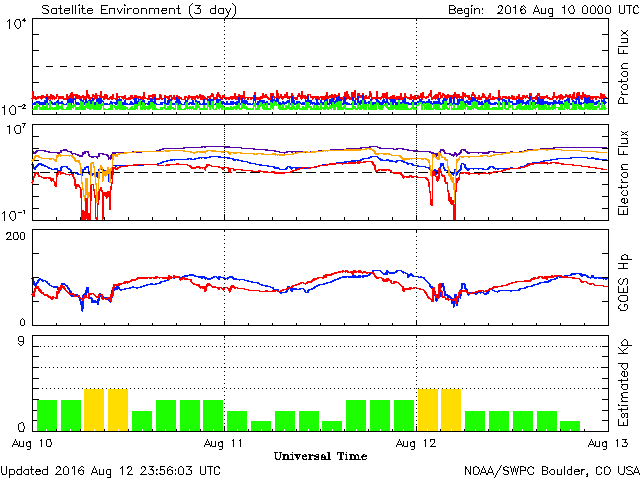 Satellite Environment (3 day) Begin: 2016 Aug 10 0000 UTC
10⁴
10⁻²
Proton Flux
10⁷
10⁻¹
Electron Flux
200
0
GOES Hp
9
0
Estimated Kp
Aug 10 Aug 11 Aug 12 Aug 13
Universal Time
Updated 2016 Aug 12 23:56:03 UTC NOAA/SWPC Boulder, CO USA